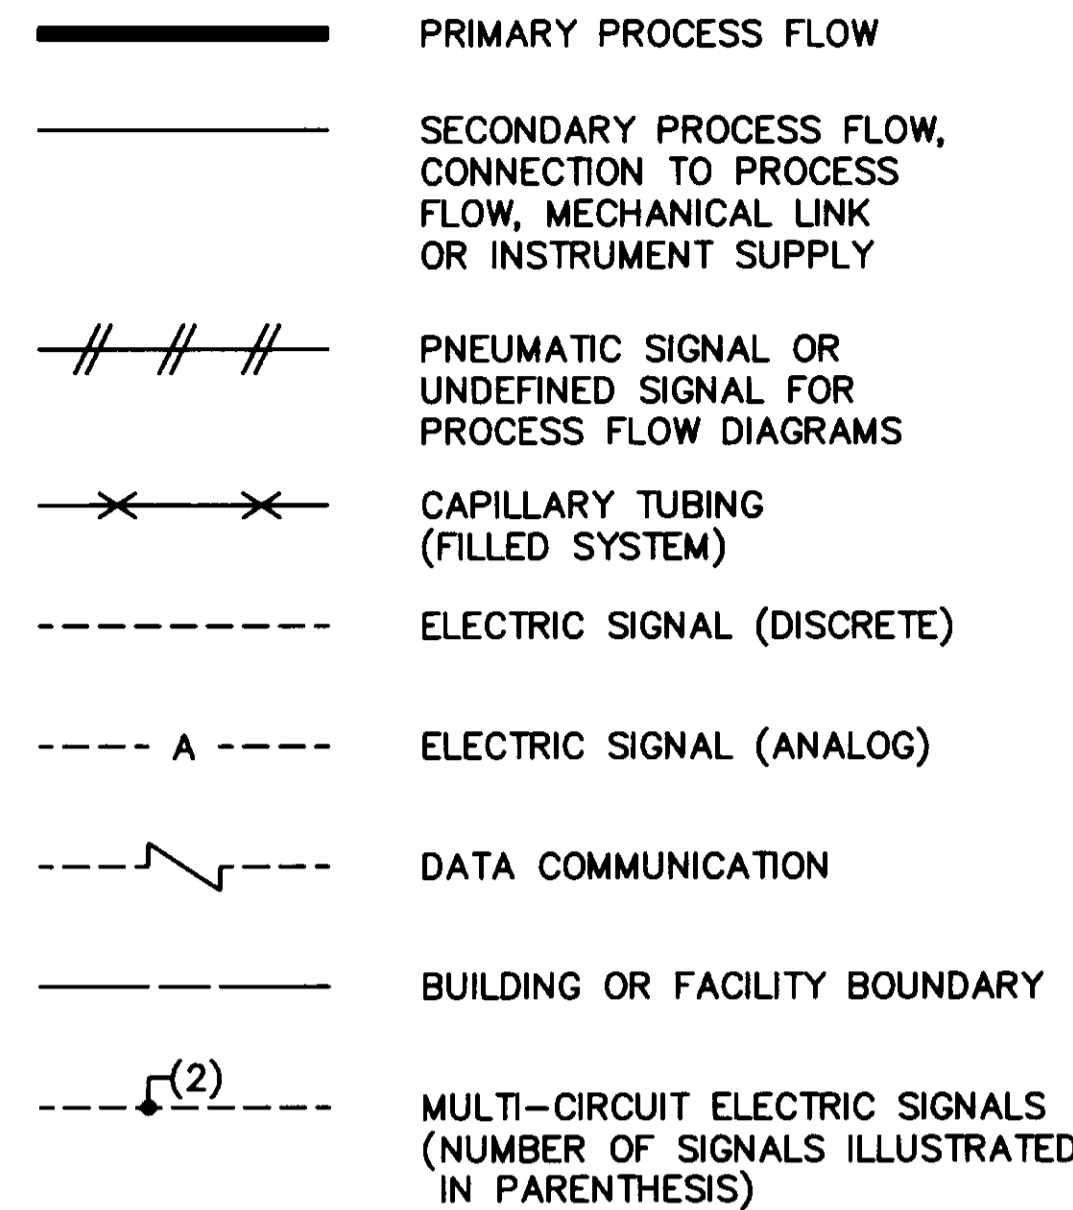 PRIMARY PROCESS FLOW
SECONDARY PROCESS FLOW,
CONNECTION TO PROCESS
FLOW, MECHANICAL LINK
OR INSTRUMENT SUPPLY
PNEUMATIC SIGNAL OR
UNDEFINED SIGNAL FOR
PROCESS FLOW DIAGRAMS
CAPILLARY TUBING
(FILLED SYSTEM)
ELECTRIC SIGNAL (DISCRETE)
A
ELECTRIC SIGNAL (ANALOG)
DATA COMMUNICATION
BUILDING OR FACILITY BOUNDARY
(2)
MULTI-CIRCUIT ELECTRIC SIGNALS
(NUMBER OF SIGNALS ILLUSTRATED
IN PARENTHESIS)